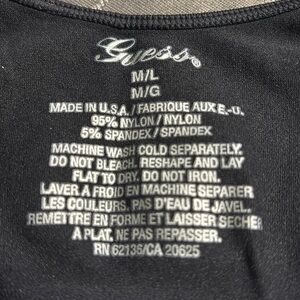 Guess®
M/L
M/G
MADE IN U.S.A./FABRIQUE AUX E.-U.
95% NYLON/NYLON
5% SPANDEX/SPANDEX
MACHINE WASH COLD SEPARATELY.
DO NOT BLEACH. RESHAPE AND LAY
FLAT TO DRY. DO NOT IRON.
LAVER A FROID EN MACHINE SEPARER
LES COULEURS. PAS D'EAU DE JAVEL.
REMETTRE EN FORME ET LAISSER SECHER
A PLAT. NE PAS REPASSER.
RN 62136/CA 20625